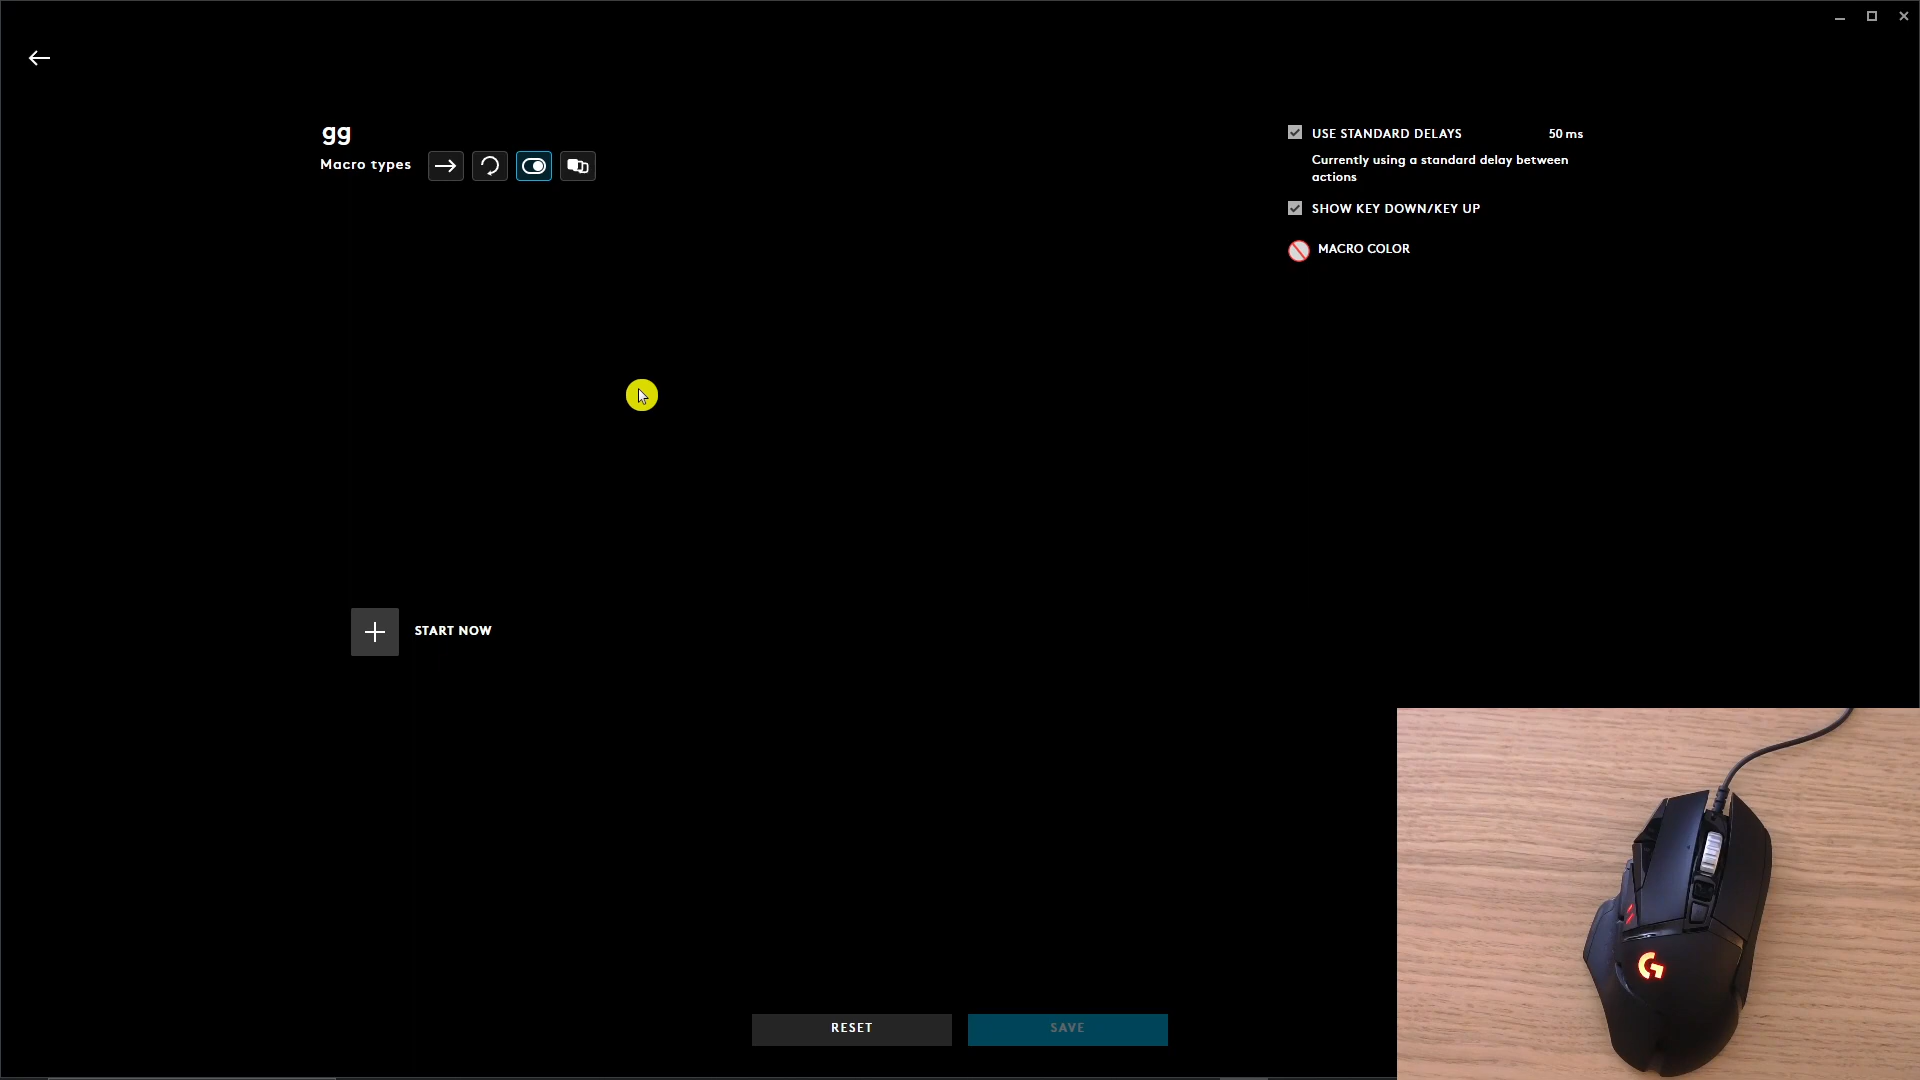 gg
Macro types
USE STANDARD DELAYS 50 ms
Currently using a standard delay between
actions
SHOW KEY DOWN/KEY UP
MACRO COLOR
START NOW
RESET SAVE